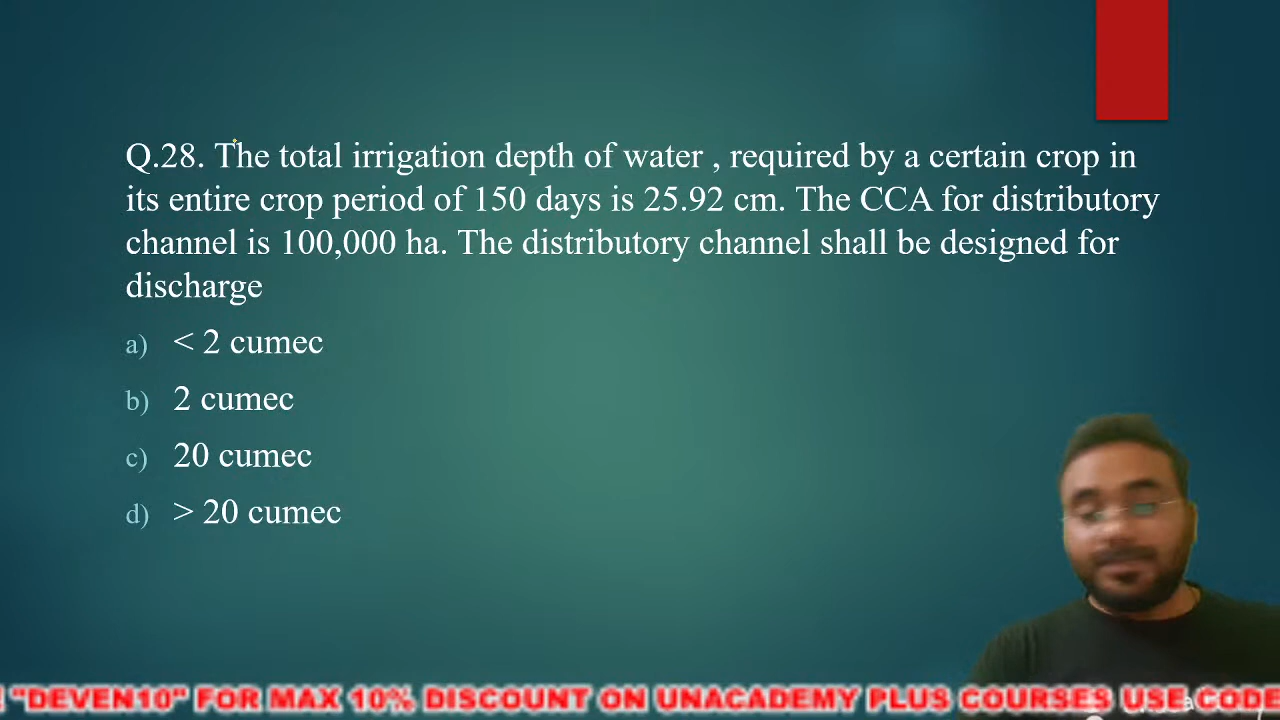 Q.28. The total irrigation depth of water , required by a certain crop in
its entire crop period of 150 days is 25.92 cm. The CCA for distributory
channel is 100,000 ha. The distributory channel shall be designed for
discharge
a) < 2 cumec
b) 2 cumec
c) 20 cumec
d) > 20 cumec
"DEVEN10" FOR MAX 10% DISCOUNT ON UNACADEMY PLUS COURSES USE CODE